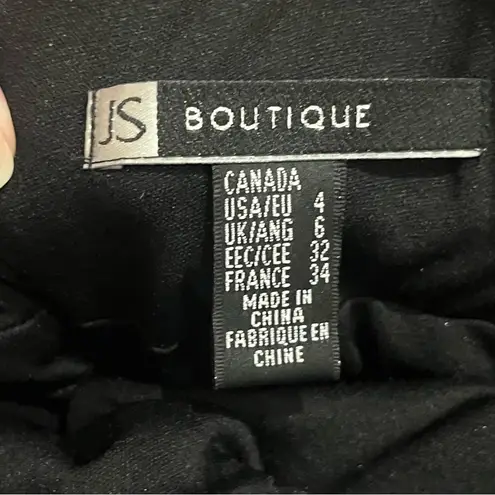 JS BOUTIQUE
CANADA
USA/EU 4
UK/ANG 6
EEC/CEE 32
FRANCE 34
MADE IN
CHINA
FABRIQUE EN
CHINE